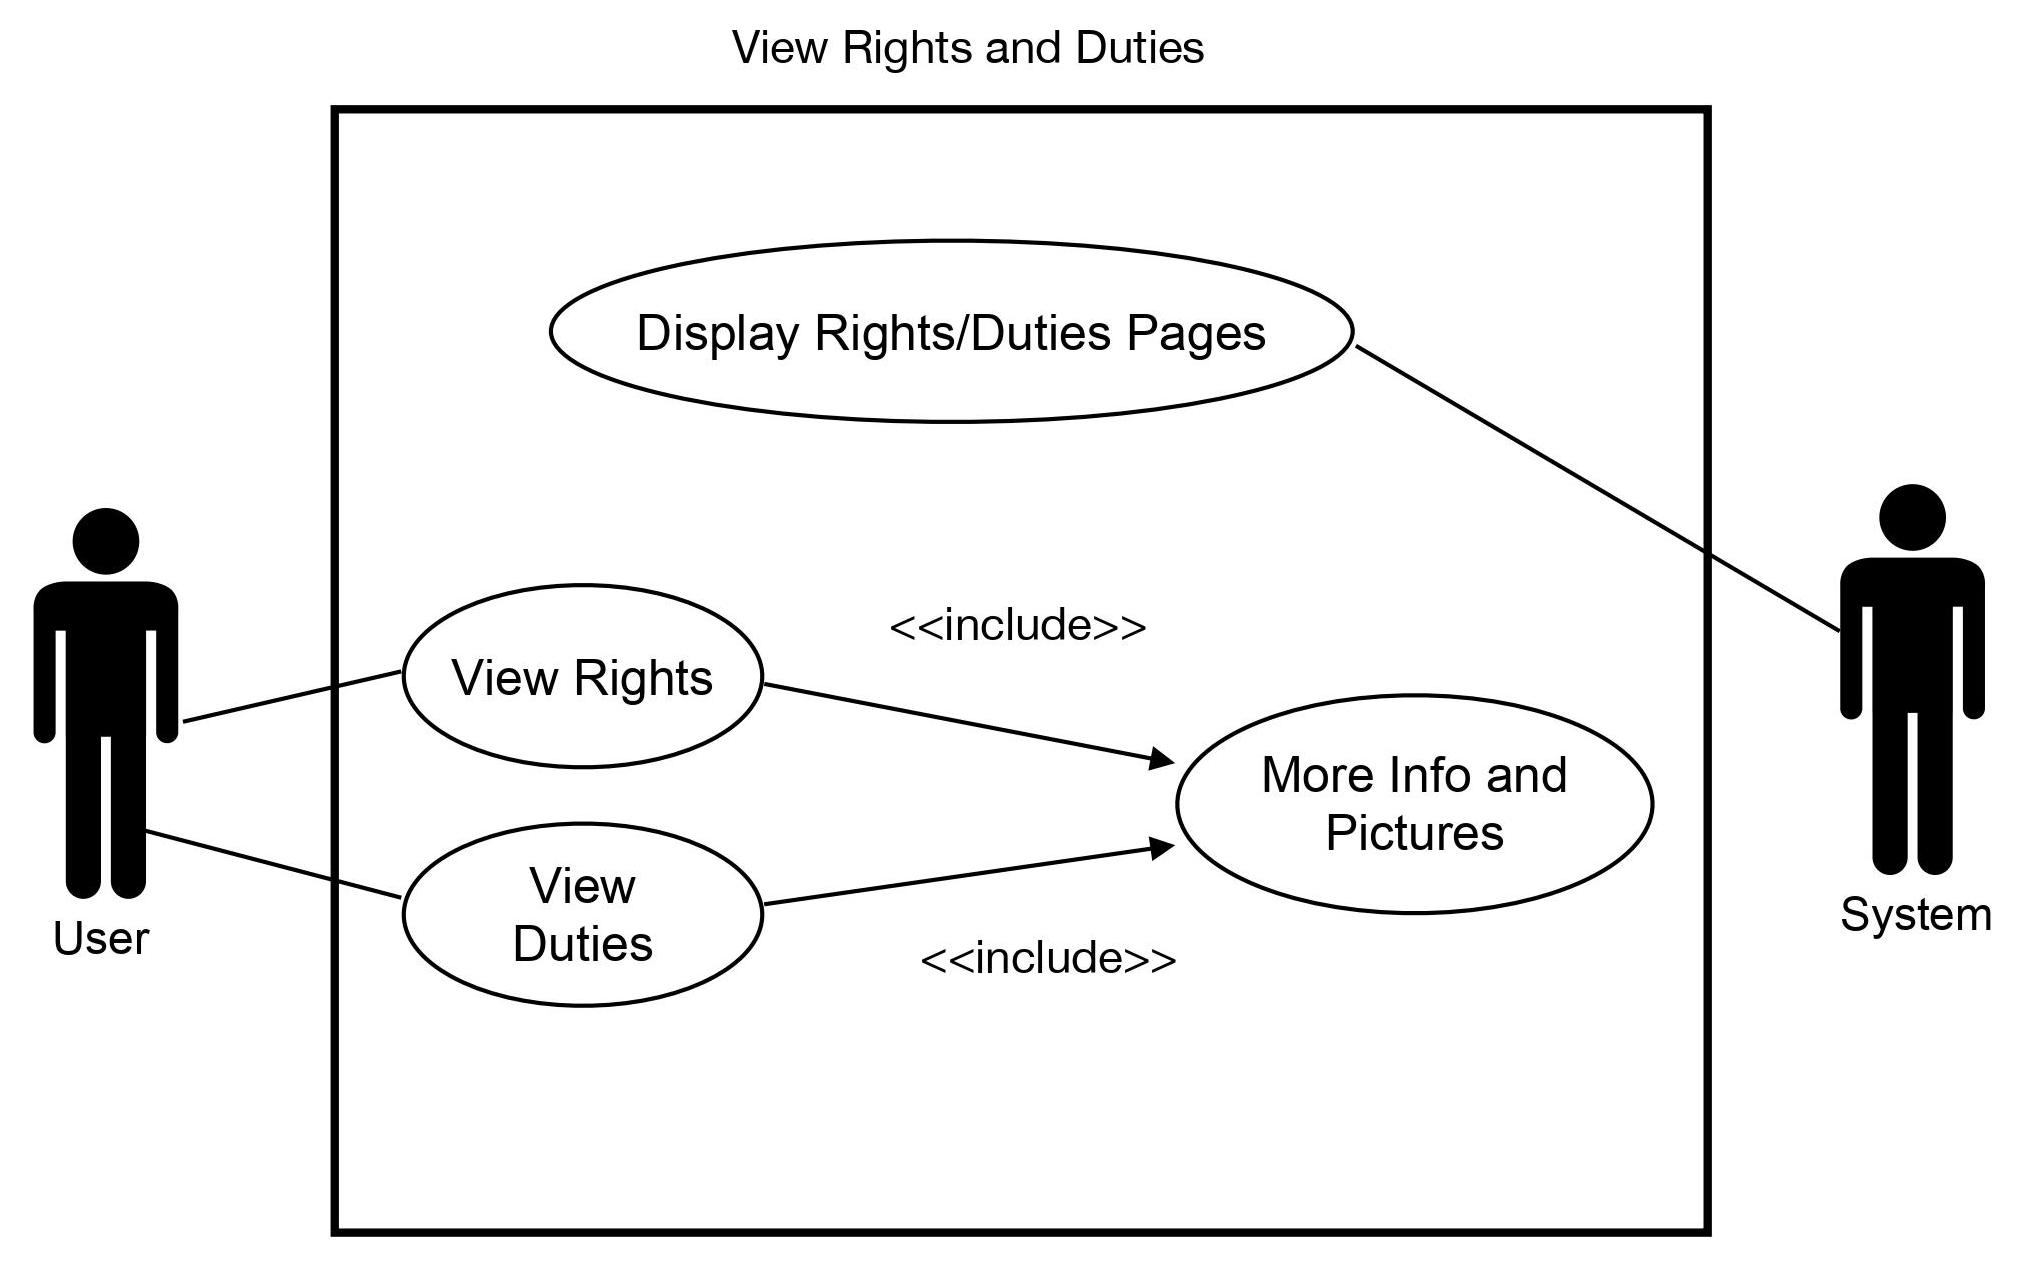 View Rights and Duties
Display Rights/Duties Pages
<<include>>
View Rights
More Info and
Pictures
View
Duties
<<include>>
User
System